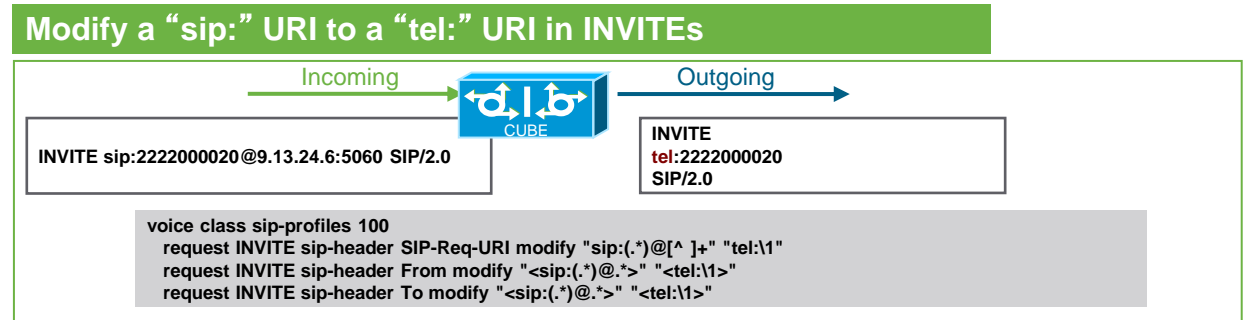 Modify a “sip:” URI to a “tel:” URI in INVITEs
Incoming
Outgoing
CUBE
INVITE sip:2222000020@9.13.24.6:5060 SIP/2.0
INVITE
tel:2222000020
SIP/2.0
voice class sip-profiles 100
request INVITE sip-header SIP-Req-URI modify "sip:(.*)@[^ ]+" "tel:\1"
request INVITE sip-header From modify "<sip:(.*)@.*>" "<tel:\1>"
request INVITE sip-header To modify "<sip:(.*)@.*>" "<tel:\1>"